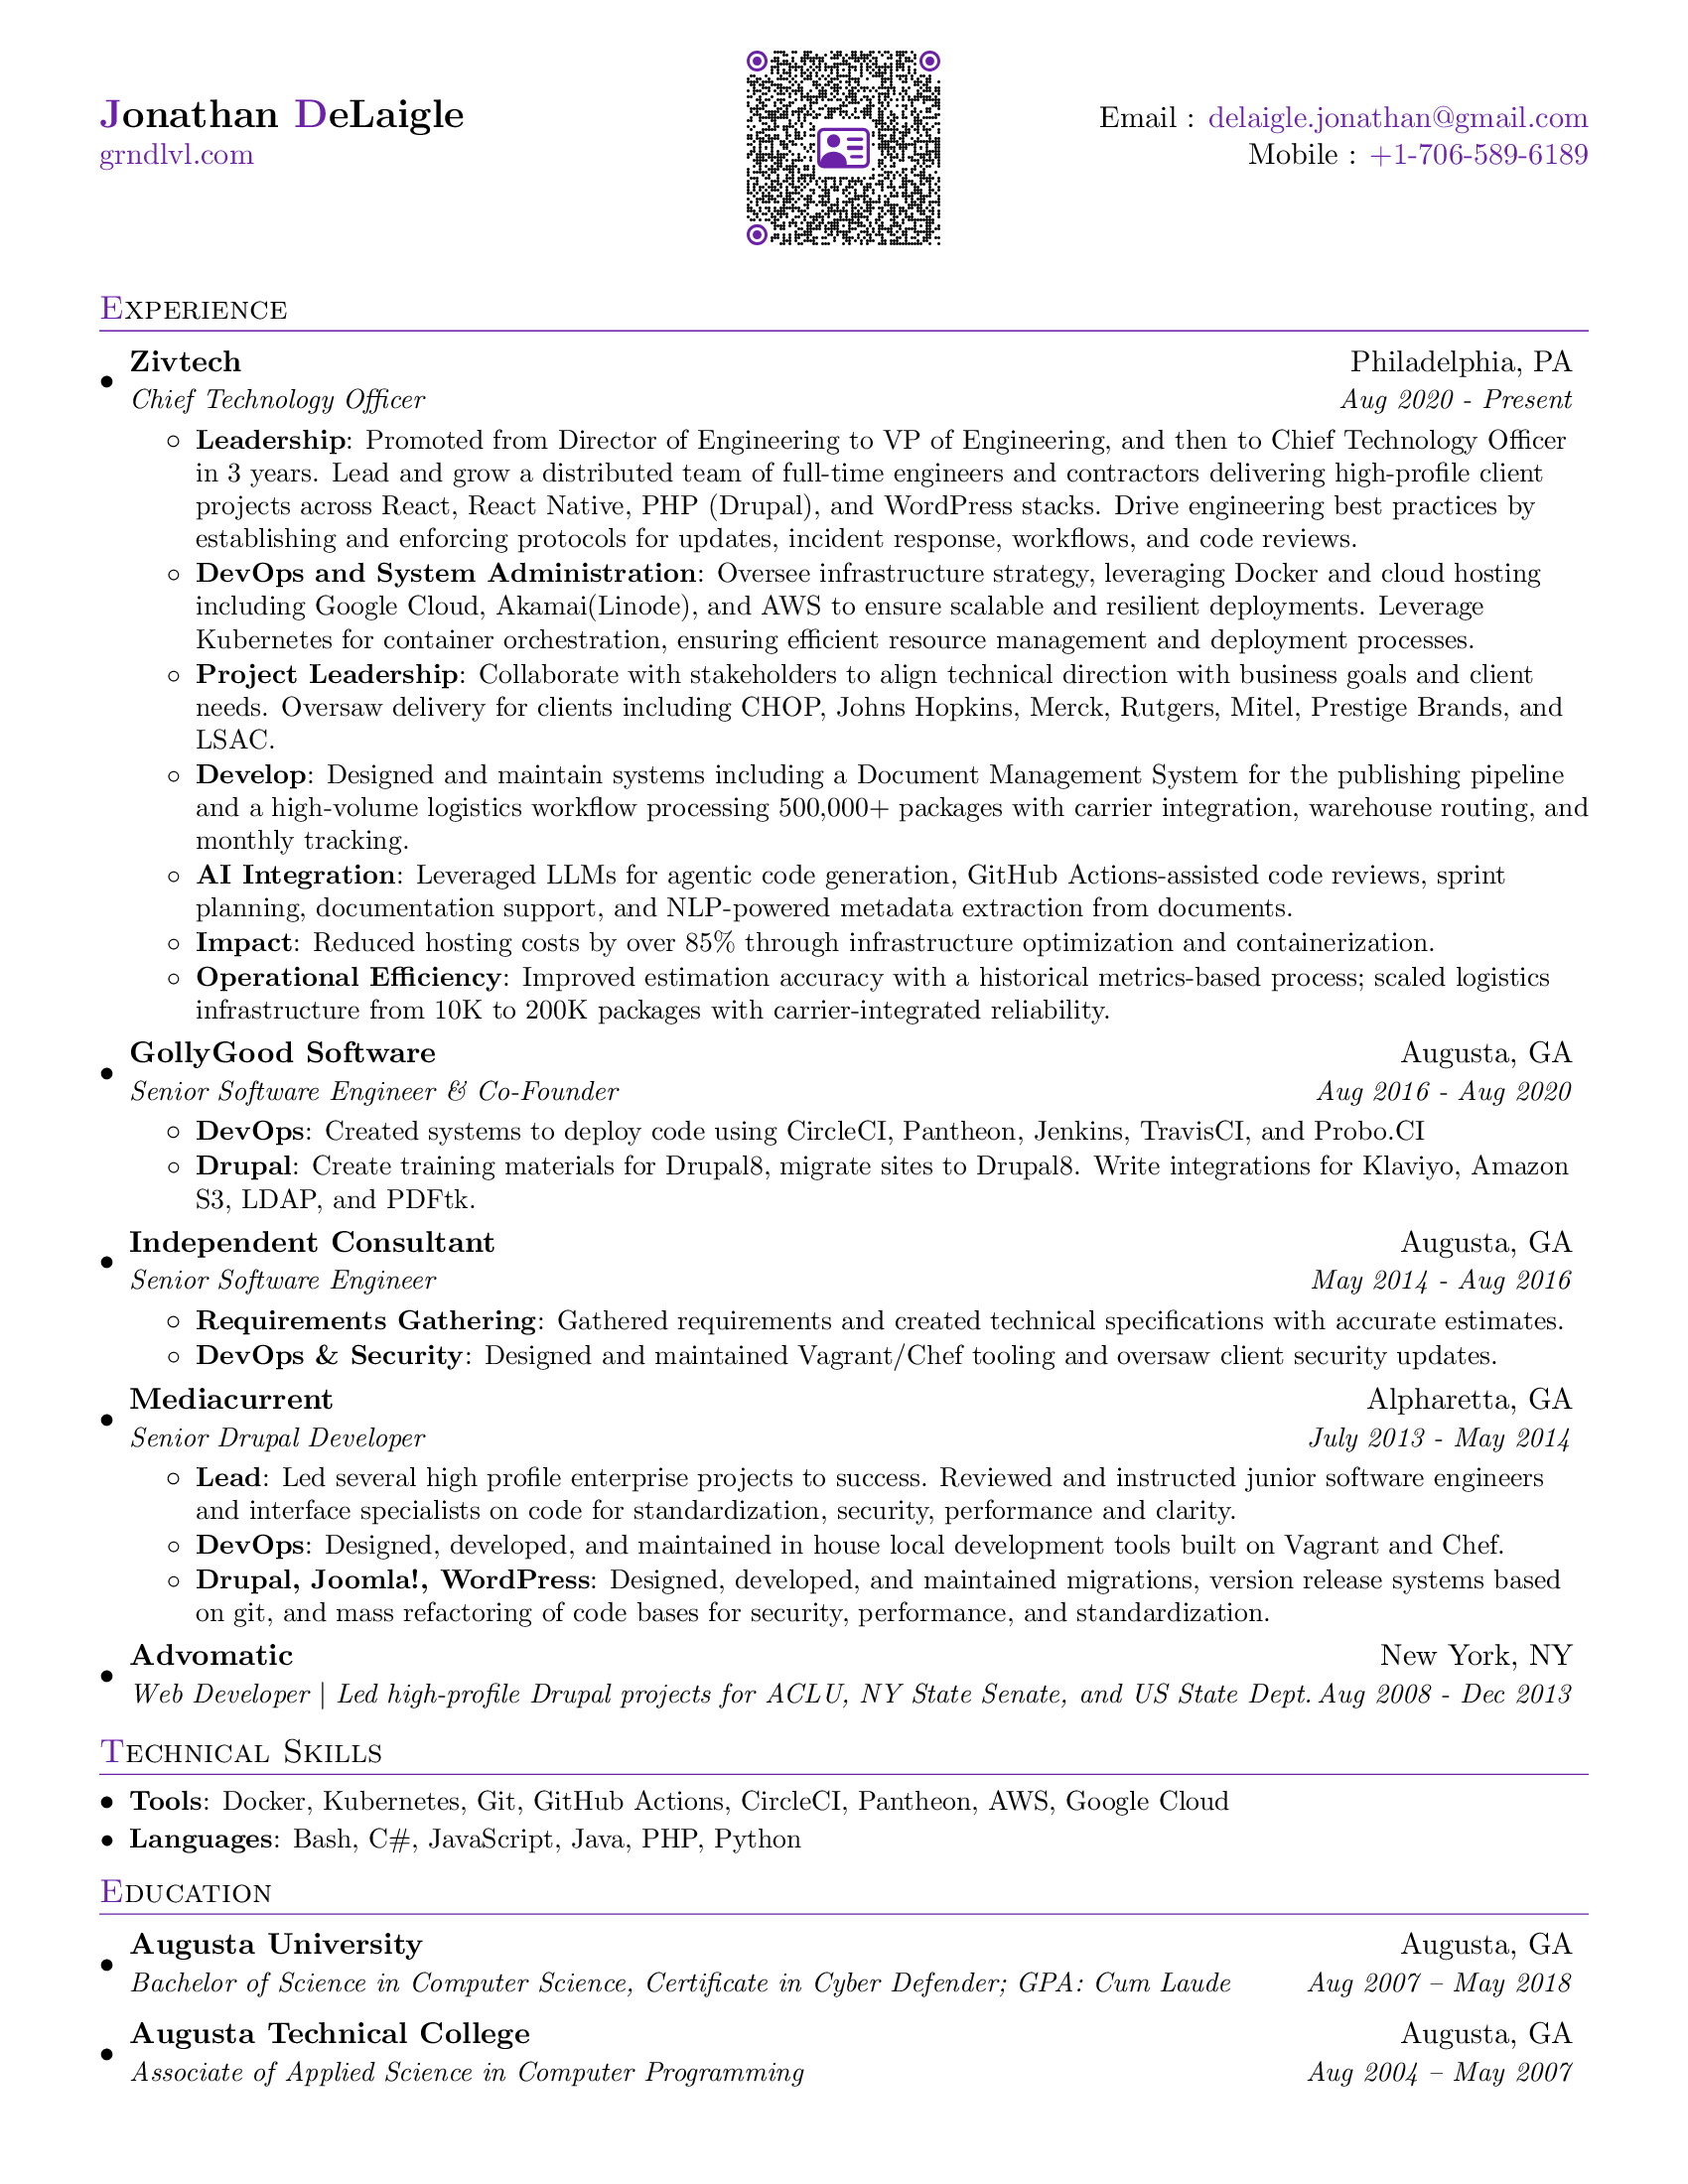 Jonathan DeLaigle
grndlvl.com
Email : delaigle.jonathan@gmail.com
Mobile : +1-706-589-6189
Experience
• Zivtech Philadelphia, PA
Chief Technology Officer Aug 2020 - Present
◦ Leadership: Promoted from Director of Engineering to VP of Engineering, and then to Chief Technology Officer
in 3 years. Lead and grow a distributed team of full-time engineers and contractors delivering high-profile client
projects across React, React Native, PHP (Drupal), and WordPress stacks. Drive engineering best practices by
establishing and enforcing protocols for updates, incident response, workflows, and code reviews.
◦ DevOps and System Administration: Oversee infrastructure strategy, leveraging Docker and cloud hosting
including Google Cloud, Akamai(Linode), and AWS to ensure scalable and resilient deployments. Leverage
Kubernetes for container orchestration, ensuring efficient resource management and deployment processes.
◦ Project Leadership: Collaborate with stakeholders to align technical direction with business goals and client
needs. Oversaw delivery for clients including CHOP, Johns Hopkins, Merck, Rutgers, Mitel, Prestige Brands, and
LSAC.
◦ Develop: Designed and maintain systems including a Document Management System for the publishing pipeline
and a high-volume logistics workflow processing 500,000+ packages with carrier integration, warehouse routing, and
monthly tracking.
◦ AI Integration: Leveraged LLMs for agentic code generation, GitHub Actions-assisted code reviews, sprint
planning, documentation support, and NLP-powered metadata extraction from documents.
◦ Impact: Reduced hosting costs by over 85% through infrastructure optimization and containerization.
◦ Operational Efficiency: Improved estimation accuracy with a historical metrics-based process; scaled logistics
infrastructure from 10K to 200K packages with carrier-integrated reliability.
• GollyGood Software Augusta, GA
Senior Software Engineer & Co-Founder Aug 2016 - Aug 2020
◦ DevOps: Created systems to deploy code using CircleCI, Pantheon, Jenkins, TravisCI, and Probo.CI
◦ Drupal: Create training materials for Drupal8, migrate sites to Drupal8. Write integrations for Klaviyo, Amazon
S3, LDAP, and PDFtk.
• Independent Consultant Augusta, GA
Senior Software Engineer May 2014 - Aug 2016
◦ Requirements Gathering: Gathered requirements and created technical specifications with accurate estimates.
◦ DevOps & Security: Designed and maintained Vagrant/Chef tooling and oversaw client security updates.
• Mediacurrent Alpharetta, GA
Senior Drupal Developer July 2013 - May 2014
◦ Lead: Led several high profile enterprise projects to success. Reviewed and instructed junior software engineers
and interface specialists on code for standardization, security, performance and clarity.
◦ DevOps: Designed, developed, and maintained in house local development tools built on Vagrant and Chef.
◦ Drupal, Joomla!, WordPress: Designed, developed, and maintained migrations, version release systems based
on git, and mass refactoring of code bases for security, performance, and standardization.
• Advomatic New York, NY
Web Developer | Led high-profile Drupal projects for ACLU, NY State Senate, and US State Dept. Aug 2008 - Dec 2013
Technical Skills
• Tools: Docker, Kubernetes, Git, GitHub Actions, CircleCI, Pantheon, AWS, Google Cloud
• Languages: Bash, C#, JavaScript, Java, PHP, Python
Education
• Augusta University Augusta, GA
Bachelor of Science in Computer Science, Certificate in Cyber Defender; GPA: Cum Laude Aug 2007 – May 2018
• Augusta Technical College Augusta, GA
Associate of Applied Science in Computer Programming Aug 2004 – May 2007